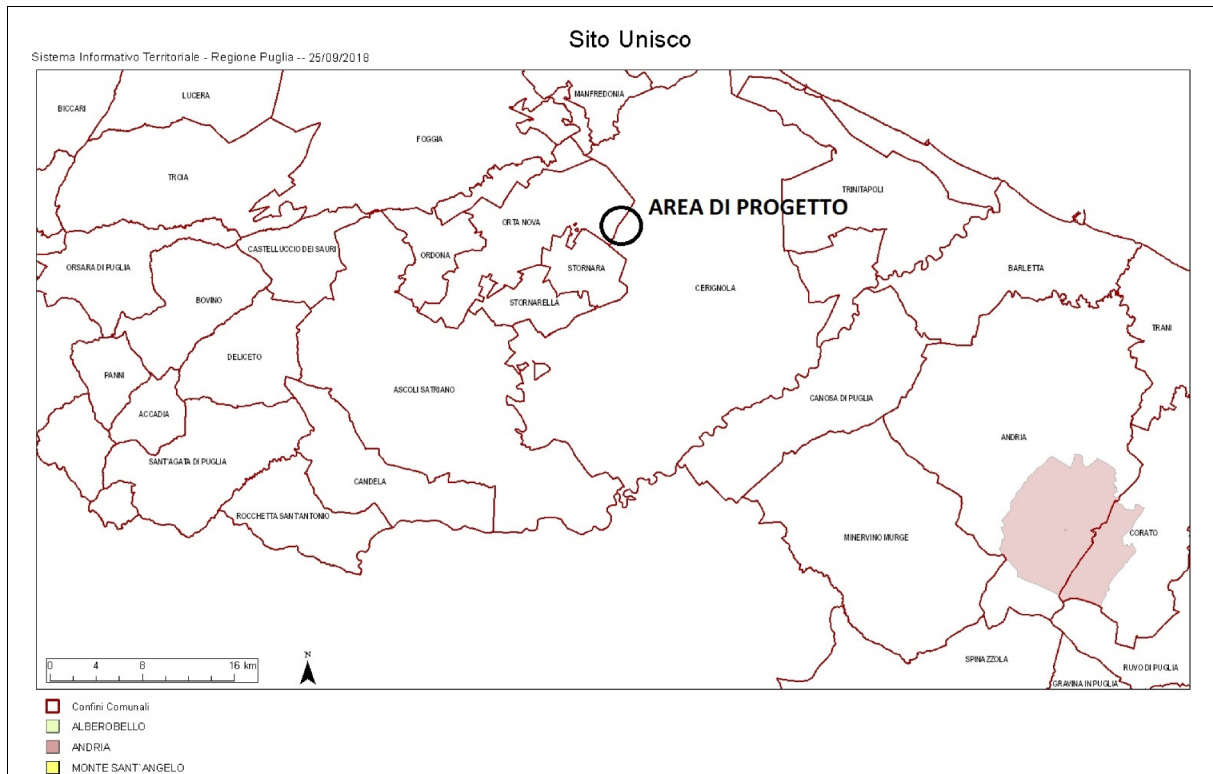 Sito Unisco
Sistema Informativo Territoriale - Regione Puglia -- 25/09/2018
LUCERA
MANFREDONIA
BICCARI
FOGGIA
TROIA
TRINITAPOLI
AREA DI PROGETTO
ORTA NOVA
CASTELLUCCIO DEI SAURI
ORDONA
ORSARA DI PUGLIA
STORNARA
BARLETTA
CERIGNOLA
BOVINO
STORNARELLA
TRANI
DELICETO
PANNI
ASCOLI SATRIANO
CANOSA DI PUGLIA
ACCADIA
ANDRIA
SANT'AGATA DI PUGLIA
CANDELA
ROCCHETTA SANT'ANTONIO
CORATO
MINERVINO MURGE
SPINAZZOLA
RUVO DI PUGLIA
GRAVINA IN PUGLIA
N
0 4 8 16 km
Confini Comunali
ALBEROBELLO
ANDRIA
MONTE SANT'ANGELO